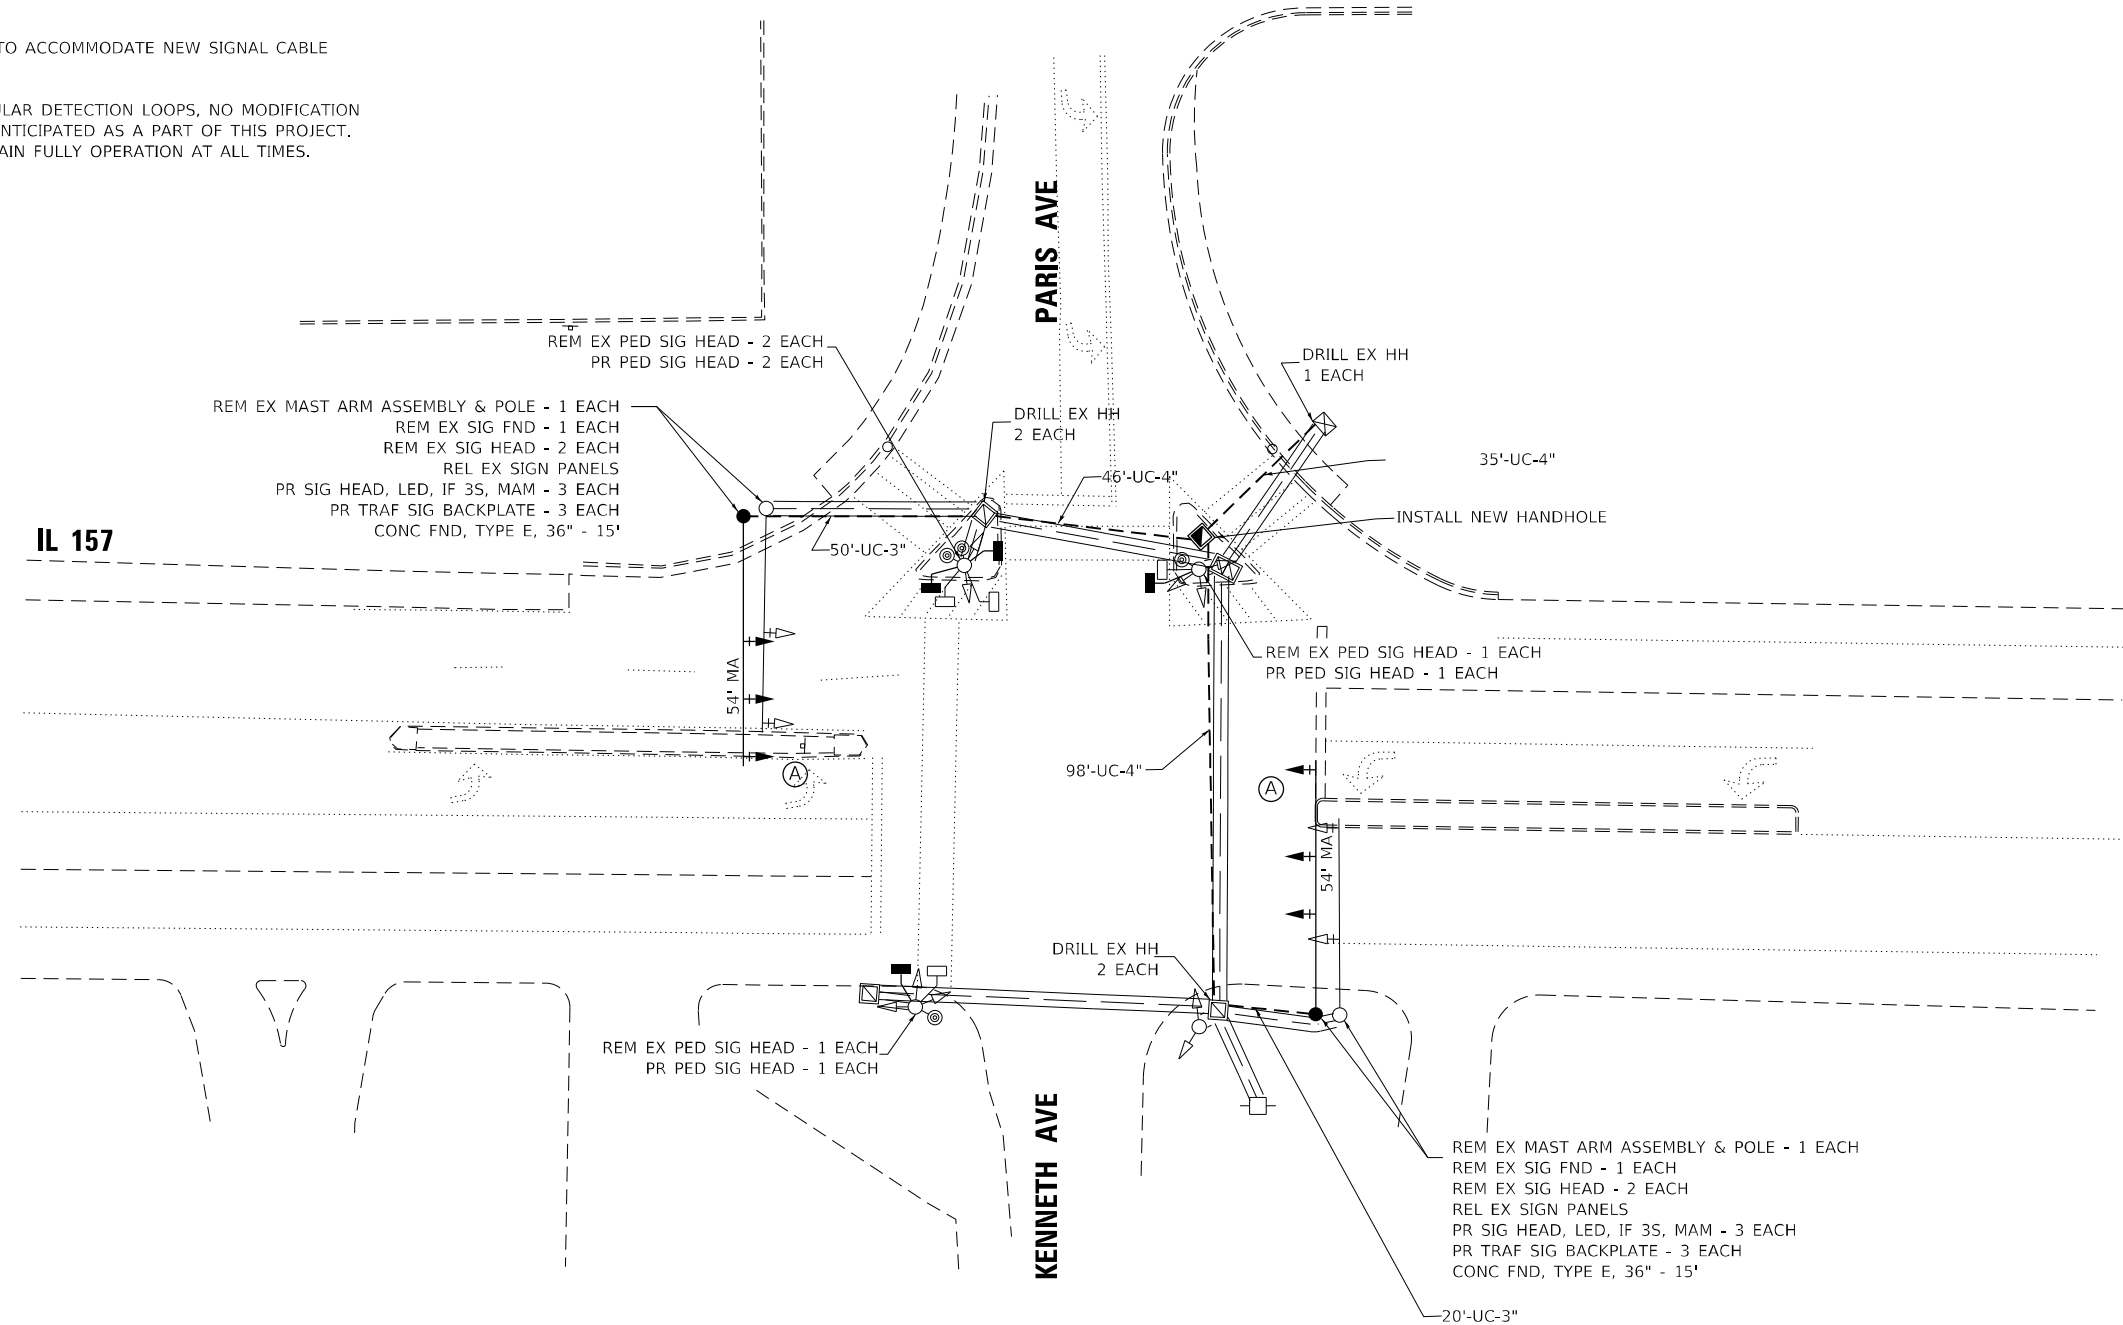 TO ACCOMMODATE NEW SIGNAL CABLE
DETECTION LOOPS, NO MODIFICATION
AS A PART OF THIS PROJECT.
FULLY OPERATION AT ALL TIMES.
PARIS AVE
REM EX PED SIG HEAD - 2 EACH
PR PED SIG HEAD - 2 EACH
DRILL EX HH
1 EACH
REM EX MAST ARM ASSEMBLY & POLE - 1 EACH
REM EX SIG FND - 1 EACH
REM EX SIG HEAD - 2 EACH
REL EX SIGN PANELS
PR SIG HEAD, LED, IF 3S, MAM - 3 EACH
PR TRAF SIG BACKPLATE - 3 EACH
CONC FND, TYPE E, 36" - 15'
DRILL EX HH
2 EACH
46'-UC-4"
35'-UC-4"
INSTALL NEW HANDHOLE
IL 157
50'-UC-3"
REM EX PED SIG HEAD - 1 EACH
PR PED SIG HEAD - 1 EACH
54' MA
A
98'-UC-4"
A
54' MA
DRILL EX HH
2 EACH
REM EX PED SIG HEAD - 1 EACH
PR PED SIG HEAD - 1 EACH
KENNETH AVE
REM EX MAST ARM ASSEMBLY & POLE - 1 EACH
REM EX SIG FND - 1 EACH
REM EX SIG HEAD - 2 EACH
REL EX SIGN PANELS
PR SIG HEAD, LED, IF 3S, MAM - 3 EACH
PR TRAF SIG BACKPLATE - 3 EACH
CONC FND, TYPE E, 36" - 15'
20'-UC-3"